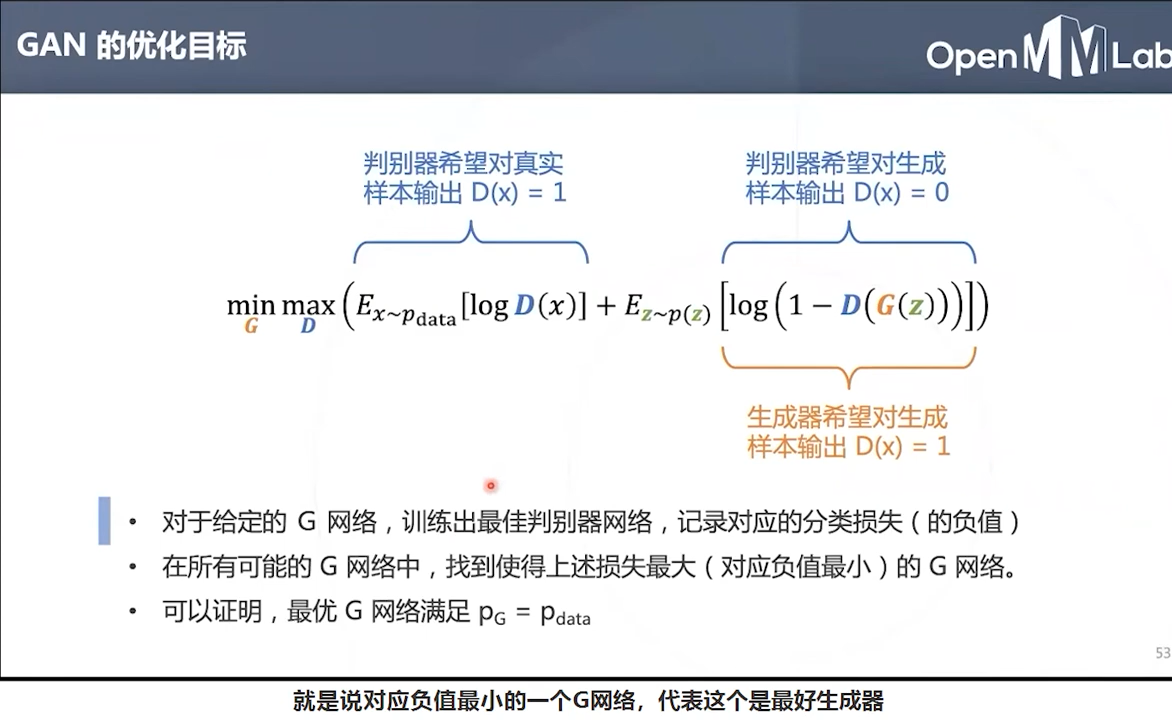 GAN 的优化目标
OpenMMLab
判别器希望对真实
样本输出 D(x) = 1
判别器希望对生成
样本输出 D(x) = 0
min_G max_D (E_{x~p_data}[log D(x)] + E_{z~p(z)}[log(1 − D(G(z)))])
生成器希望对生成
样本输出 D(x) = 1
• 对于给定的 G 网络，训练出最佳判别器网络，记录对应的分类损失（的负值）
• 在所有可能的 G 网络中，找到使得上述损失最大（对应负值最小）的 G 网络。
• 可以证明，最优 G 网络满足 p_G = p_data
53
就是说对应负值最小的一个G网络，代表这个是最好生成器